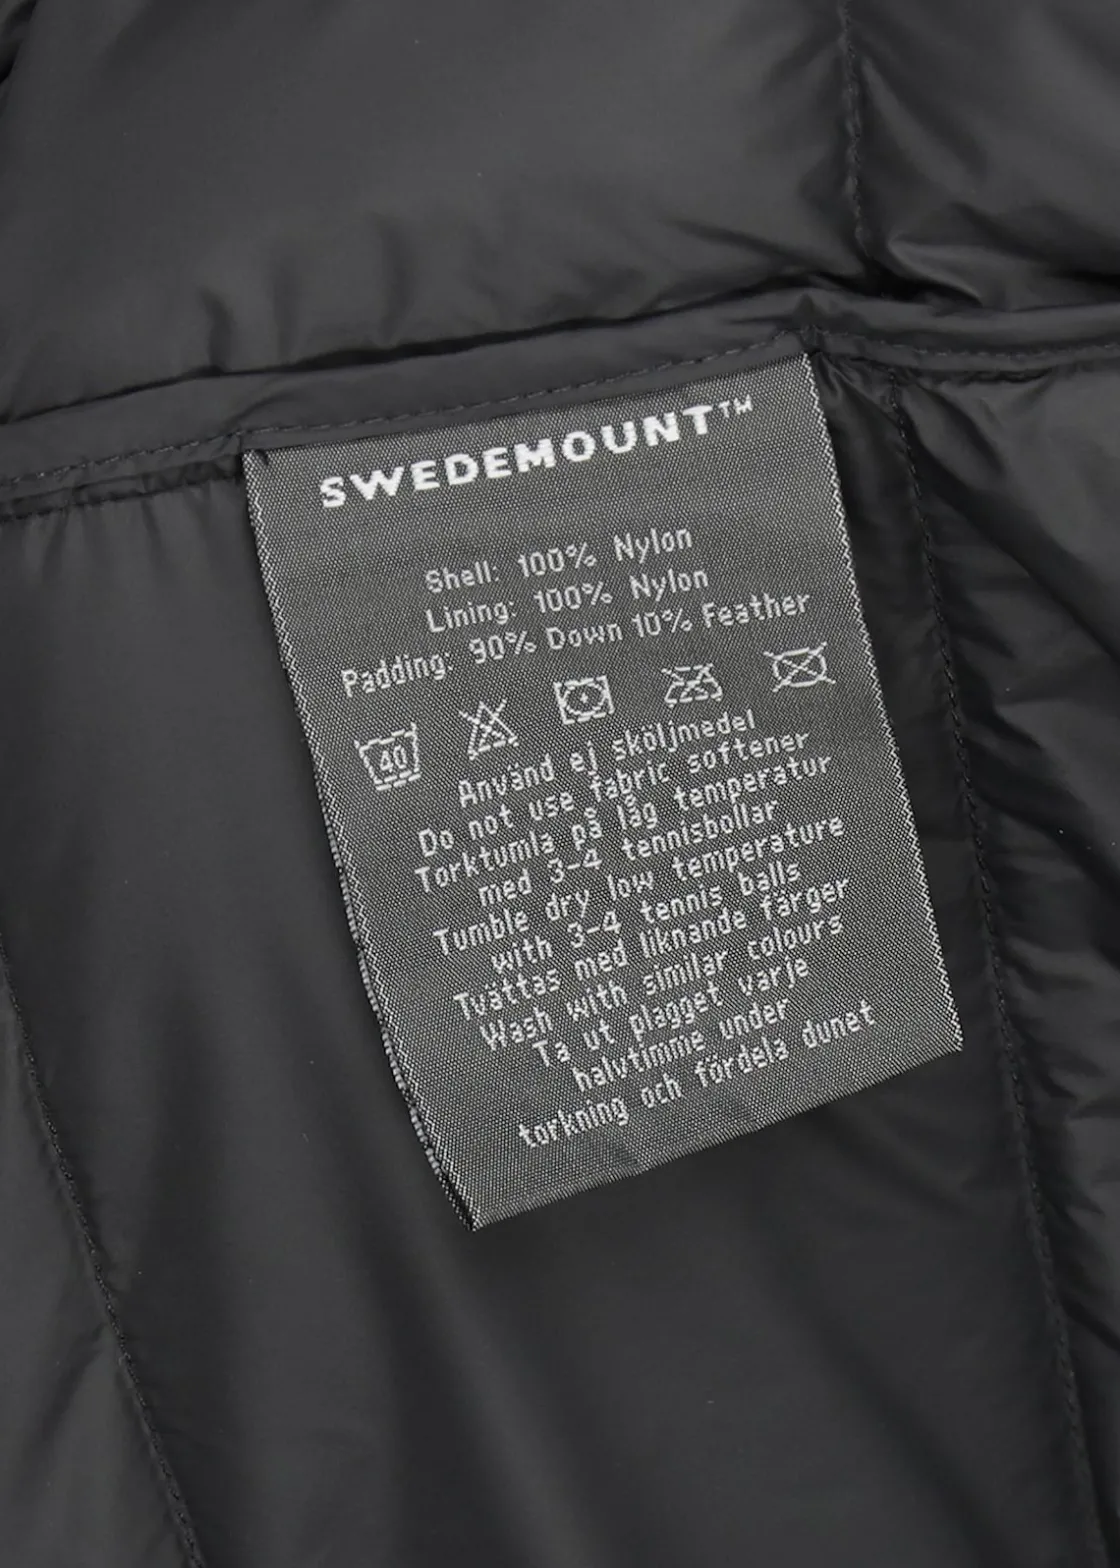 SWEDEMOUNT™
Shell: 100% Nylon
Lining: 100% Nylon
Padding: 90% Down 10% Feather
40
Använd ej sköljmedel
Do not use fabric softener
Torktumla på låg temperatur
med 3-4 tennisbollar
Tumble dry low temperature
with 3-4 tennis balls
Tvättas med liknande färger
Wash with similar colours
Ta ut plagget varje
halvtimme under
torkning och fördela dunet